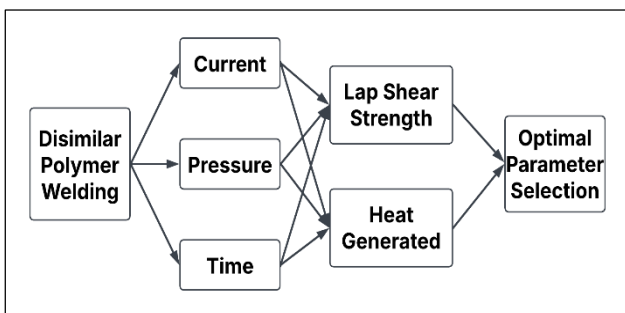 Disimilar
Polymer
Welding
Current
Pressure
Time
Lap Shear
Strength
Heat
Generated
Optimal
Parameter
Selection